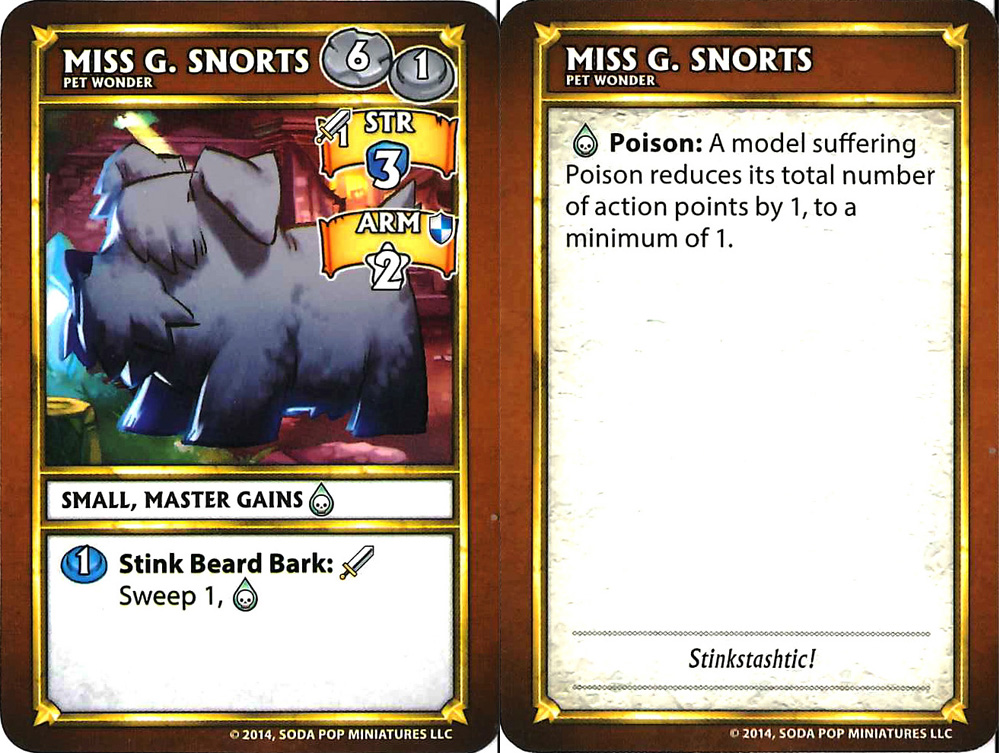 MISS G. SNORTS
PET WONDER
6
1
1
STR
3
ARM
2
SMALL, MASTER GAINS
1
Stink Beard Bark:
Sweep 1,
© 2014, SODA POP MINIATURES LLC
MISS G. SNORTS
PET WONDER
Poison: A model suffering
Poison reduces its total number
of action points by 1, to a
minimum of 1.
Stinkstashtic!
© 2014, SODA POP MINIATURES LLC